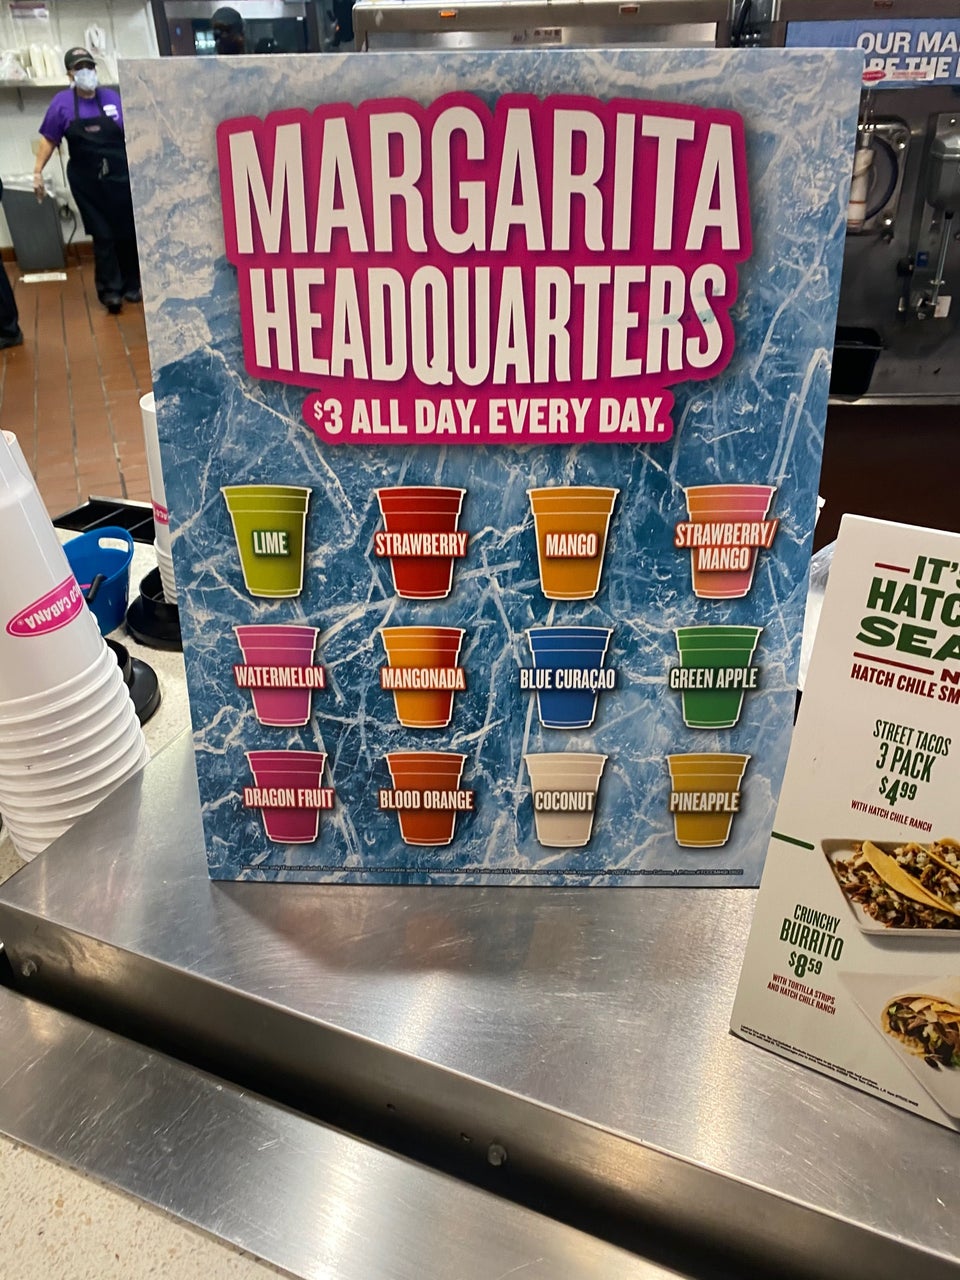 MARGARITA
HEADQUARTERS
$3 ALL DAY. EVERY DAY.
LIME
STRAWBERRY
MANGO
STRAWBERRY/
MANGO
WATERMELON
MANGONADA
BLUE CURAÇAO
GREEN APPLE
DRAGON FRUIT
BLOOD ORANGE
COCONUT
PINEAPPLE
OUR MA
CABANA
IT'S
HATC
SEA
HATCH CHILE SM
STREET TACOS
3 PACK
$4.99
WITH HATCH CHILE RANCH
CRUNCHY
BURRITO
$8.59
WITH TORTILLA STRIPS
AND HATCH CHILE RANCH